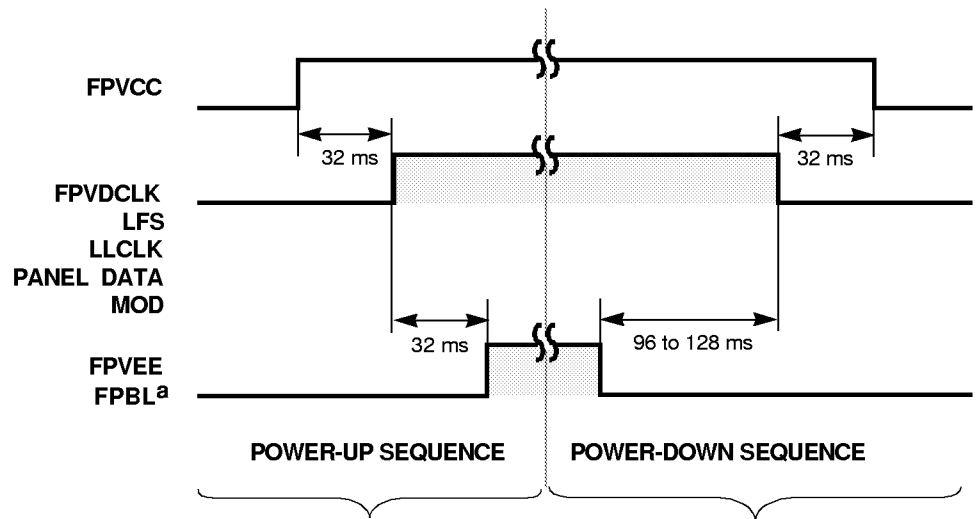 FPVCC
32 ms
32 ms
FPVDCLK
LFS
LLCLK
PANEL DATA
MOD
32 ms
96 to 128 ms
FPVEE
FPBLa
POWER-UP SEQUENCE
POWER-DOWN SEQUENCE